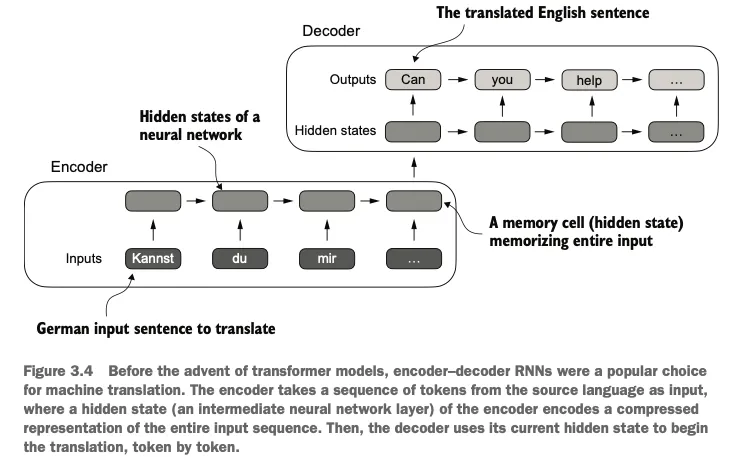 The translated English sentence
Decoder
Outputs
Can
you
help
...
Hidden states of a
neural network
Hidden states
...
Encoder
A memory cell (hidden state)
memorizing entire input
Inputs
Kannst
du
mir
...
German input sentence to translate
Figure 3.4 Before the advent of transformer models, encoder–decoder RNNs were a popular choice
for machine translation. The encoder takes a sequence of tokens from the source language as input,
where a hidden state (an intermediate neural network layer) of the encoder encodes a compressed
representation of the entire input sequence. Then, the decoder uses its current hidden state to begin
the translation, token by token.